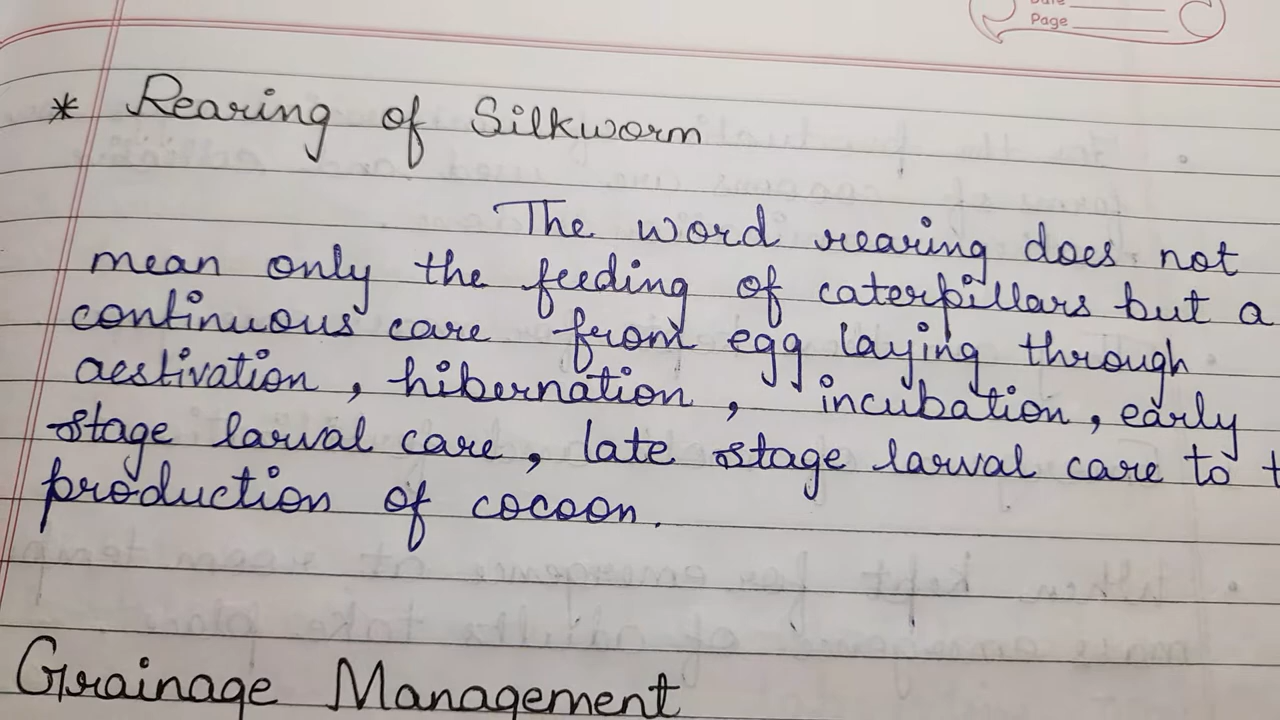 Page
* Rearing of Silkworm
The word rearing does not
mean only the feeding of caterpillars but a
continuous care from egg laying through
aestivation, hibernation, incubation, early
stage larval care, late stage larval care to
production of cocoon.
Grainage Management